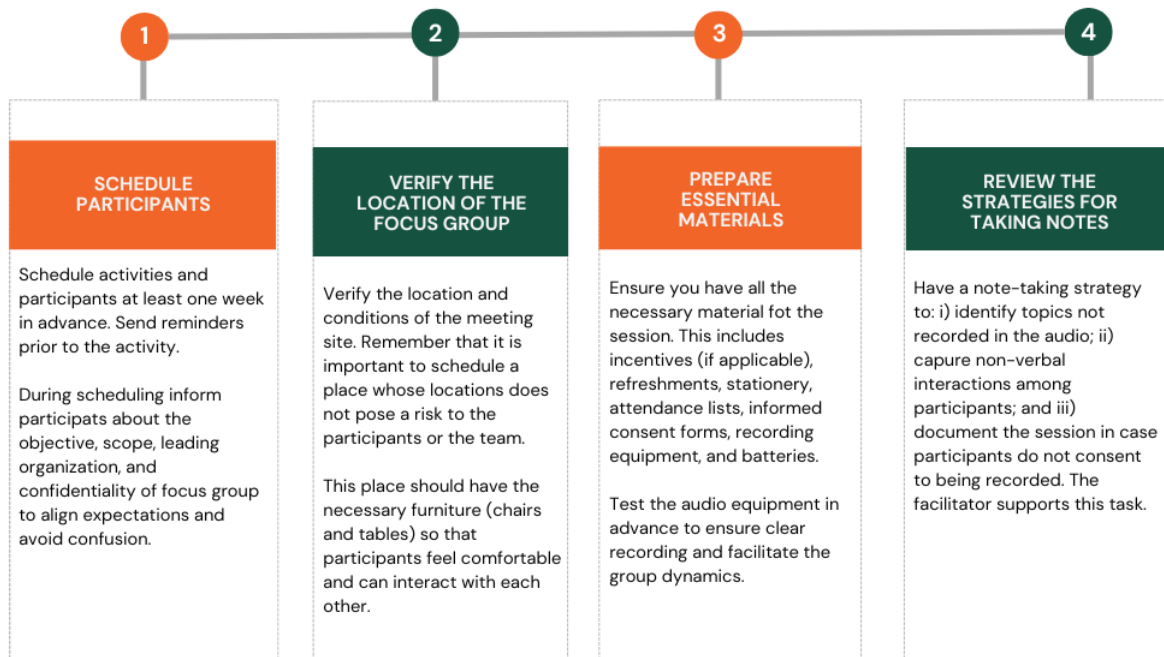 1
2
3
4
SCHEDULE
PARTICIPANTS
Schedule activities and
participants at least one week
in advance. Send reminders
prior to the activity.
During scheduling inform
participats about the
objective, scope, leading
organization, and
confidentiality of focus group
to align expectations and
avoid confusion.
VERIFY THE
LOCATION OF THE
FOCUS GROUP
Verify the location and
conditions of the meeting
site. Remember that it is
important to schedule a
place whose locations does
not pose a risk to the
participants or the team.
This place should have the
necessary furniture (chairs
and tables) so that
participants feel comfortable
and can interact with each
other.
PREPARE
ESSENTIAL
MATERIALS
Ensure you have all the
necessary material fot the
session. This includes
incentives (if applicable),
refreshments, stationery,
attendance lists, informed
consent forms, recording
equipment, and batteries.
Test the audio equipment in
advance to ensure clear
recording and facilitate the
group dynamics.
REVIEW THE
STRATEGIES FOR
TAKING NOTES
Have a note-taking strategy
to: i) identify topics not
recorded in the audio; ii)
capure non-verbal
interactions among
participants; and iii)
document the session in case
participants do not consent
to being recorded. The
facilitator supports this task.